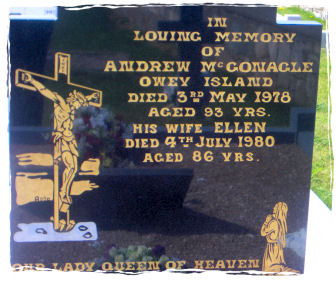 IN
LOVING MEMORY
OF
ANDREW McGONAGLE
OWEY ISLAND
DIED 3RD MAY 1978
AGED 93 YRS.
HIS WIFE ELLEN
DIED 4TH JULY 1980
AGED 86 YRS.
OUR LADY QUEEN OF HEAVEN